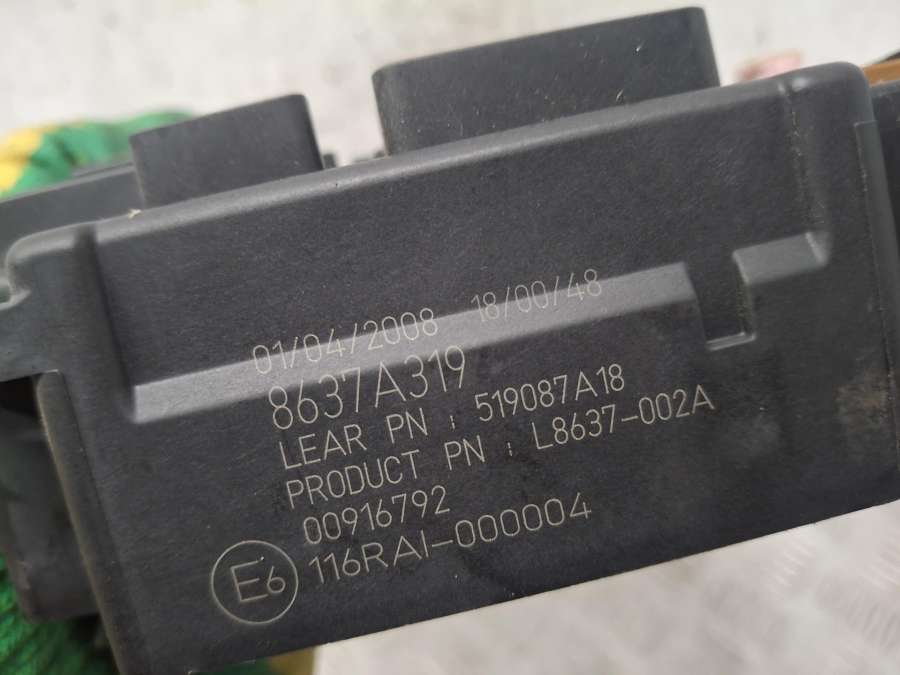 01/04/2008 18/00/48
8637A319
LEAR PN : 519087A18
PRODUCT PN : L8637-002A
00916792
E6 116RAI-000004